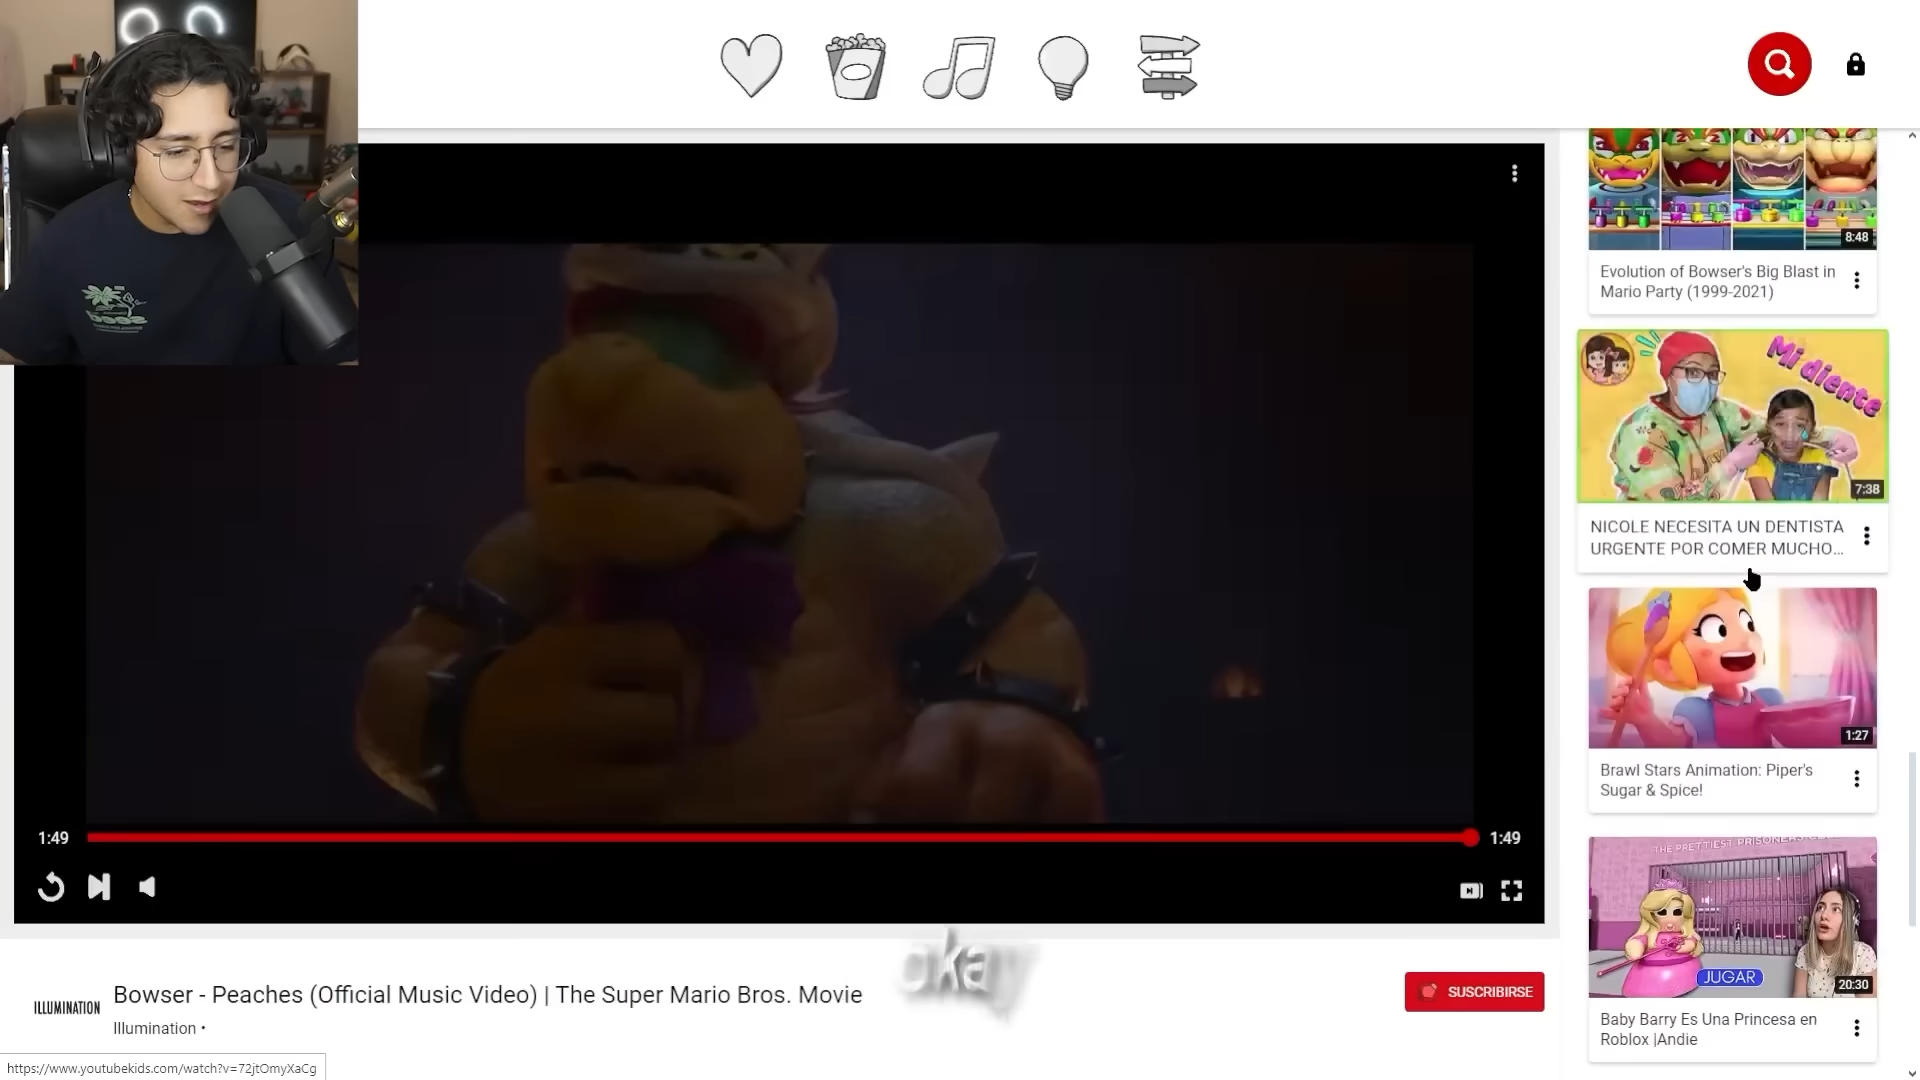 8:48
Evolution of Bowser's Big Blast in
Mario Party (1999-2021)
Mi diente
7:38
NICOLE NECESITA UN DENTISTA
URGENTE POR COMER MUCHO...
1:27
Brawl Stars Animation: Piper's
Sugar & Spice!
THE PRETTIEST PRISONERS
JUGAR
20:30
Baby Barry Es Una Princesa en
Roblox |Andie
1:49
1:49
okay
ILLUMINATION
Bowser - Peaches (Official Music Video) | The Super Mario Bros. Movie
Illumination •
SUSCRIBIRSE
https://www.youtubekids.com/watch?v=72jtOmyXaCg